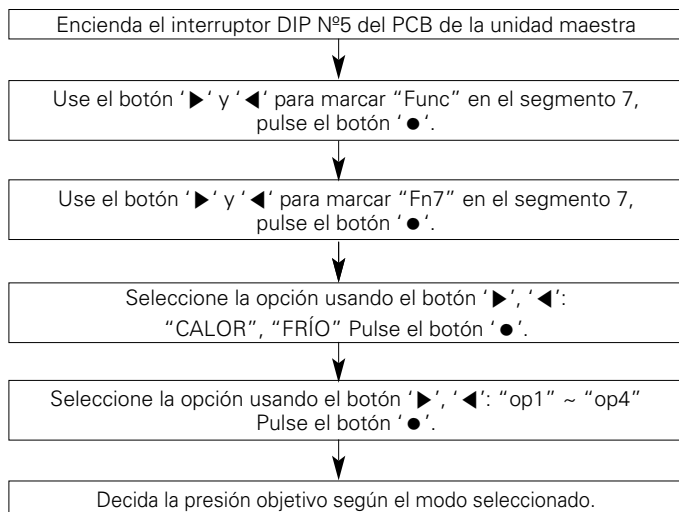 Encienda el interruptor DIP Nº5 del PCB de la unidad maestra
Use el botón ‘▶’ y ‘◀‘ para marcar “Func” en el segmento 7,
pulse el botón ‘●‘.
Use el botón ‘▶‘ y ‘◀‘ para marcar “Fn7” en el segmento 7,
pulse el botón ‘●‘.
Seleccione la opción usando el botón ‘▶’, ‘◀’:
“CALOR”, “FRÍO” Pulse el botón ‘●’.
Seleccione la opción usando el botón ‘▶’, ‘◀’: “op1” ~ “op4”
Pulse el botón ‘●’.
Decida la presión objetivo según el modo seleccionado.